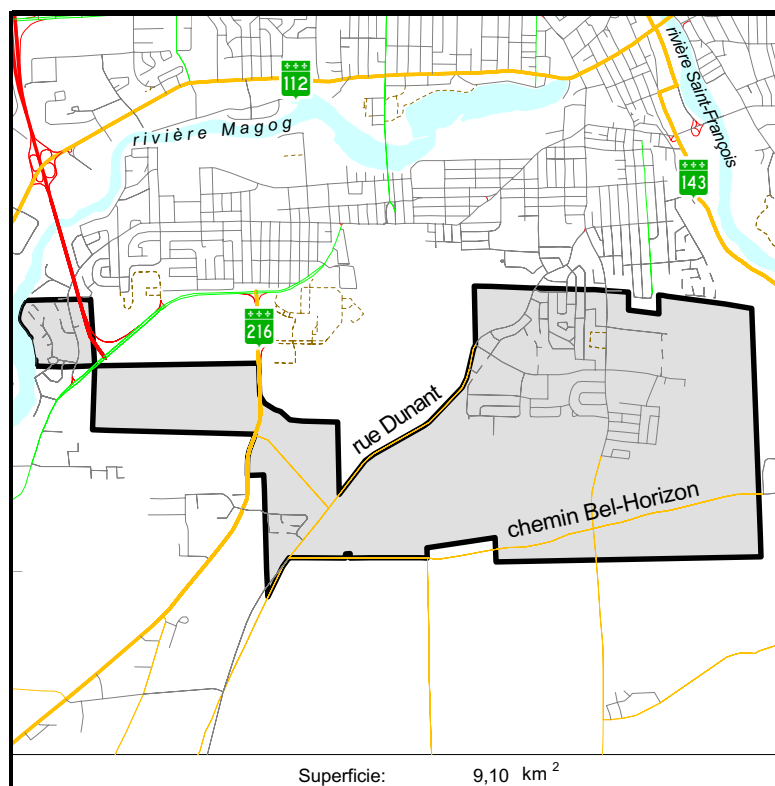 112
rivière Magog
rivière Saint-François
143
216
rue Dunant
chemin Bel-Horizon
Superficie: 9,10 km 2